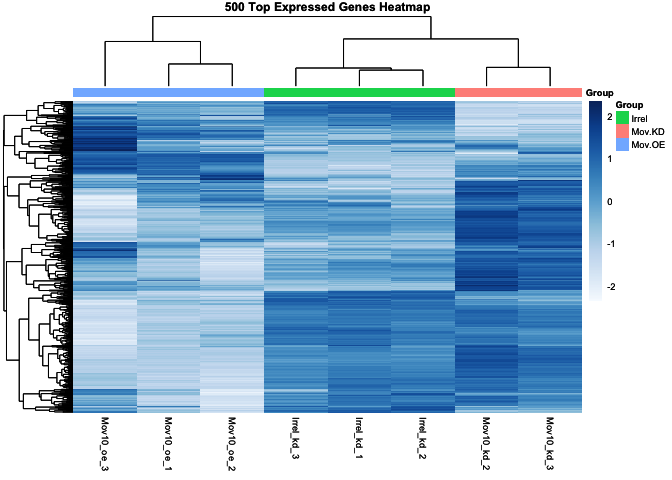 500 Top Expressed Genes Heatmap
Group
Group
Irrel
Mov.KD
Mov.OE
2
1
0
-1
-2
Mov10_oe_3
Mov10_oe_1
Mov10_oe_2
Irrel_kd_3
Irrel_kd_1
Irrel_kd_2
Mov10_kd_2
Mov10_kd_3